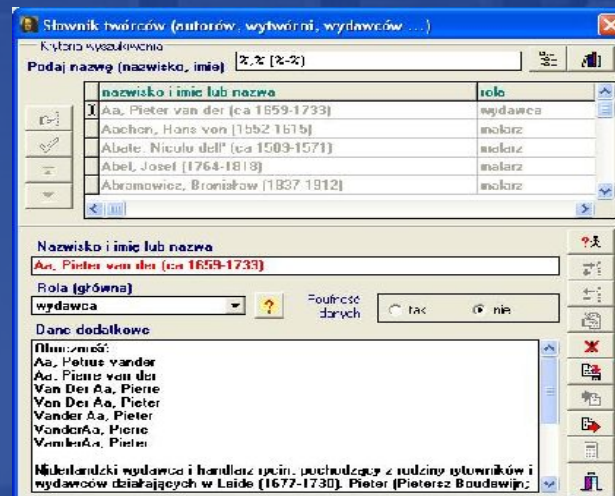 Słownik twórców (autorów, wytwórni, wydawców ...)
Kryteria wyszukiwania
Podaj nazwę (nazwisko, imię) %,% (%-%)
nazwisko i imię lub nazwa rola
Aa, Pieter van der (ca 1659-1733) wydawca
Aachen, Hans von (1552-1615) malarz
Abate, Nicolo dell' (ca 1509-1571) malarz
Abel, Josef (1764-1818) malarz
Abramowicz, Bronisław (1837-1912) malarz
Nazwisko i imię lub nazwa
Aa, Pieter van der (ca 1659-1733)
Rola (główna)
wydawca ? Poufność danych tak nie
Dane dodatkowe
Oboczność:
Aa, Petrus vander
Aa, Pierre van der
Van Der Aa, Pierre
Van Der Aa, Pieter
Vander Aa, Pieter
VanderAa, Pierre
VanderAa, Pieter
Niderlandzki wydawca i handlarz rycin, pochodzący z rodziny rytowników i
wydawców działających w Leide (1677-1730). Pieter (Pietersz Boudewijn;